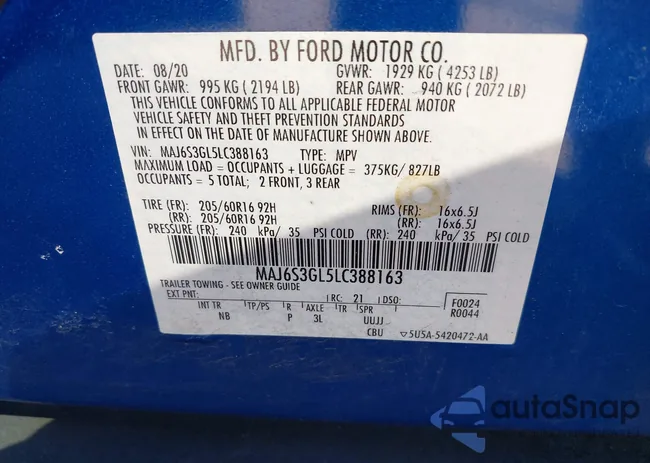 MFD. BY FORD MOTOR CO.
DATE: 08/20 GVWR: 1929 KG ( 4253 LB)
FRONT GAWR: 995 KG ( 2194 LB) REAR GAWR: 940 KG ( 2072 LB)
THIS VEHICLE CONFORMS TO ALL APPLICABLE FEDERAL MOTOR
VEHICLE SAFETY AND THEFT PREVENTION STANDARDS
IN EFFECT ON THE DATE OF MANUFACTURE SHOWN ABOVE.
VIN: MAJ6S3GL5LC388163 TYPE: MPV
MAXIMUM LOAD = OCCUPANTS + LUGGAGE = 375KG/ 827LB
OCCUPANTS = 5 TOTAL; 2 FRONT, 3 REAR
TIRE (FR): 205/60R16 92H RIMS (FR): 16x6.5J
(RR): 205/60R16 92H (RR): 16x6.5J
PRESSURE (FR): 240 kPa/ 35 PSI COLD (RR): 240 kPa/ 35 PSI COLD
MAJ6S3GL5LC388163
TRAILER TOWING - SEE OWNER GUIDE
EXT PNT: RC: 21 DSO: F0024
INT TR TP/PS R AXLE TR SPR R0044
NB P 3L UUJJ
CBU ▽5U5A-5420472-AA
autoSnap